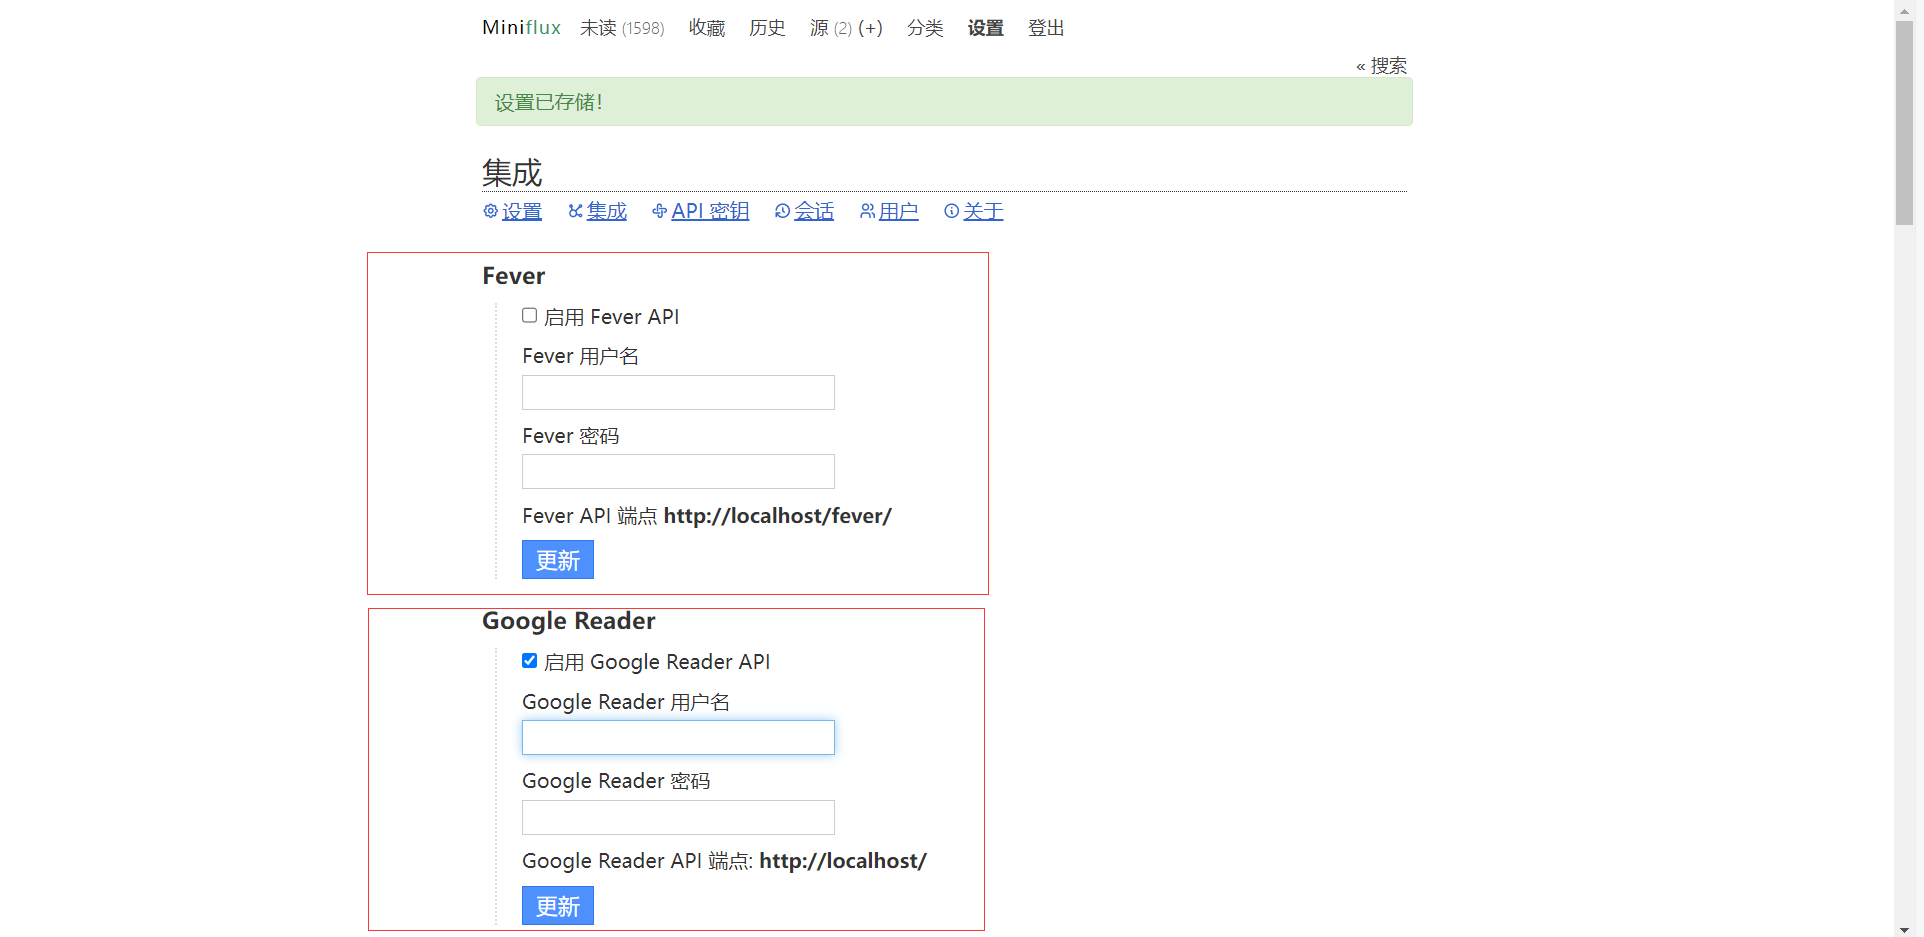 Miniflux 未读 (1598) 收藏 历史 源 (2) (+) 分类 设置 登出
« 搜索
设置已存储!
集成
设置 集成 API 密钥 会话 用户 关于
Fever
启用 Fever API
Fever 用户名
Fever 密码
Fever API 端点 http://localhost/fever/
更新
Google Reader
启用 Google Reader API
Google Reader 用户名
Google Reader 密码
Google Reader API 端点: http://localhost/
更新